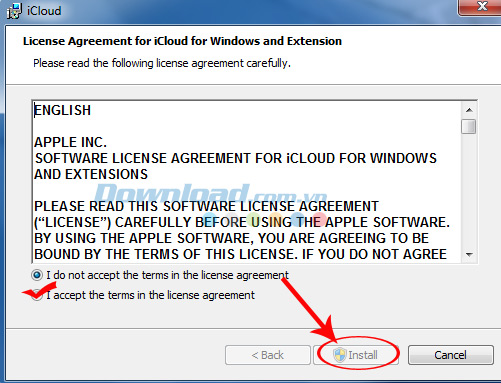 iCloud
License Agreement for iCloud for Windows and Extension
Please read the following license agreement carefully.
ENGLISH
APPLE INC.
SOFTWARE LICENSE AGREEMENT FOR iCLOUD FOR WINDOWS
AND EXTENSIONS
Download.com.vn
PLEASE READ THIS SOFTWARE LICENSE AGREEMENT
(“LICENSE”) CAREFULLY BEFORE USING THE APPLE SOFTWARE.
BY USING THE APPLE SOFTWARE, YOU ARE AGREEING TO BE
BOUND BY THE TERMS OF THIS LICENSE. IF YOU DO NOT AGREE
I do not accept the terms in the license agreement
I accept the terms in the license agreement
< Back
Install
Cancel